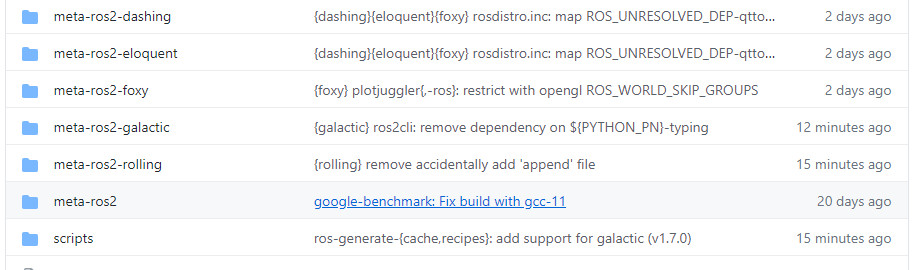 meta-ros2-dashing {dashing}{eloquent}{foxy} rosdistro.inc: map ROS_UNRESOLVED_DEP-qtto... 2 days ago
meta-ros2-eloquent {dashing}{eloquent}{foxy} rosdistro.inc: map ROS_UNRESOLVED_DEP-qtto... 2 days ago
meta-ros2-foxy {foxy} plotjuggler{,-ros}: restrict with opengl ROS_WORLD_SKIP_GROUPS 2 days ago
meta-ros2-galactic {galactic} ros2cli: remove dependency on ${PYTHON_PN}-typing 12 minutes ago
meta-ros2-rolling {rolling} remove accidentally add 'append' file 15 minutes ago
meta-ros2 google-benchmark: Fix build with gcc-11 20 days ago
scripts ros-generate-{cache,recipes}: add support for galactic (v1.7.0) 15 minutes ago